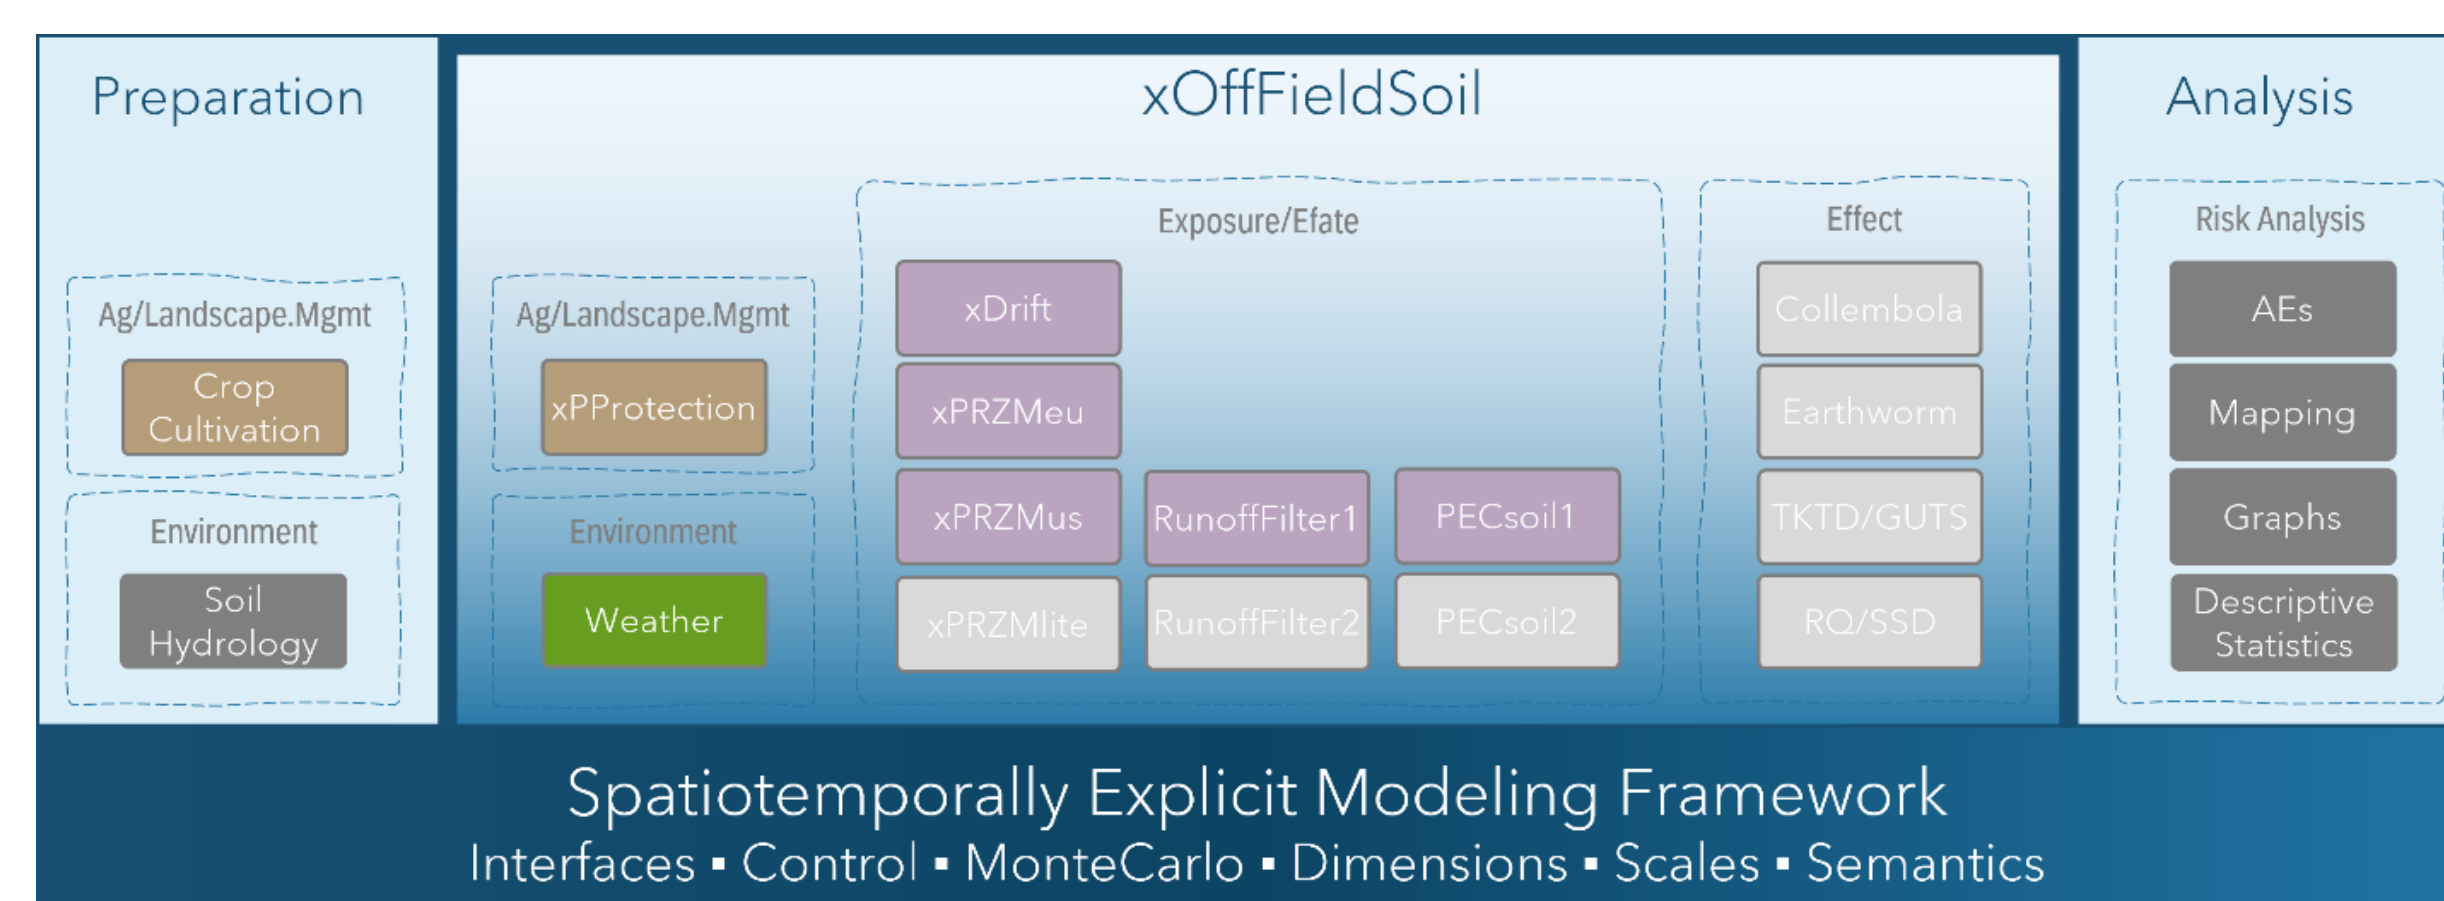 Preparation
Ag/Landscape.Mgmt
Crop
Cultivation
Environment
Soil
Hydrology
xOffFieldSoil
Ag/Landscape.Mgmt
xPProtection
Environment
Weather
Exposure/Efate
xDrift
xPRZMeu
xPRZMus
RunoffFilter1
PECsoil1
xPRZMlite
RunoffFilter2
PECsoil2
Effect
Collembola
Earthworm
TKTD/GUTS
RQ/SSD
Analysis
Risk Analysis
AEs
Mapping
Graphs
Descriptive
Statistics
Spatiotemporally Explicit Modeling Framework
Interfaces ▪ Control ▪ MonteCarlo ▪ Dimensions ▪ Scales ▪ Semantics